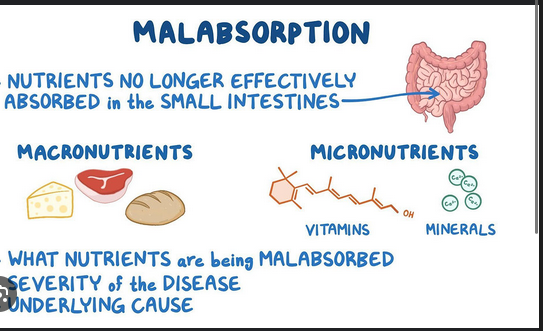 MALABSORPTION
NUTRIENTS NO LONGER EFFECTIVELY
ABSORBED in the SMALL INTESTINES
MACRONUTRIENTS
MICRONUTRIENTS
OH
VITAMINS
MINERALS
WHAT NUTRIENTS are being MALABSORBED
SEVERITY of the DISEASE
UNDERLYING CAUSE